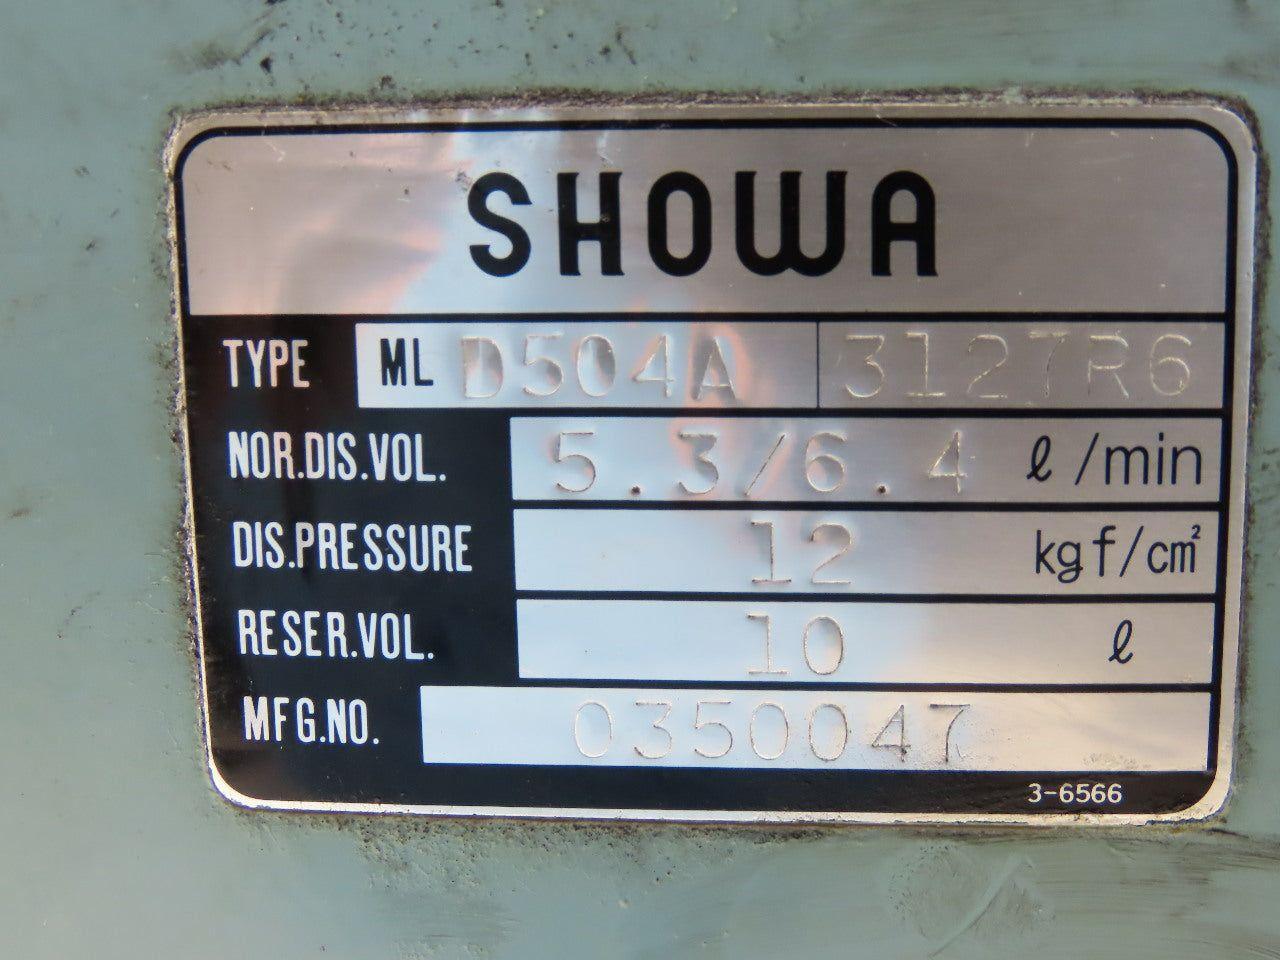 SHOWA
TYPE ML D504A 3127R6
NOR.DIS.VOL. 5.3/6.4 ℓ/min
DIS.PRESSURE 12 kgf/cm²
RESER.VOL. 10 ℓ
MFG.NO. 0350047
3-6566